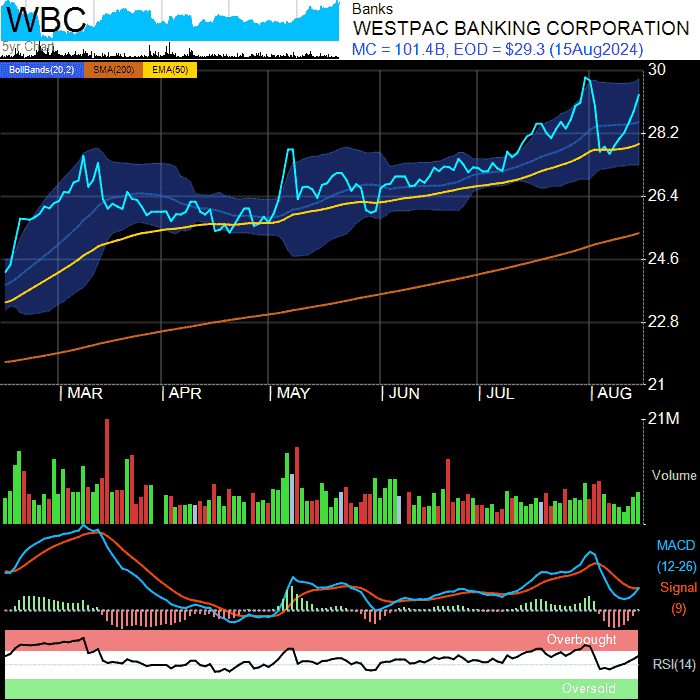 WBC
5yr Chart
Banks
WESTPAC BANKING CORPORATION
MC = 101.4B, EOD = $29.3 (15Aug2024)
BollBands(20,2) SMA(200) EMA(50)
30
28.2
26.4
24.6
22.8
21
MAR APR MAY JUN JUL AUG
21M
Volume
MACD
(12-26)
Signal
(9)
Overbought
RSI(14)
Oversold